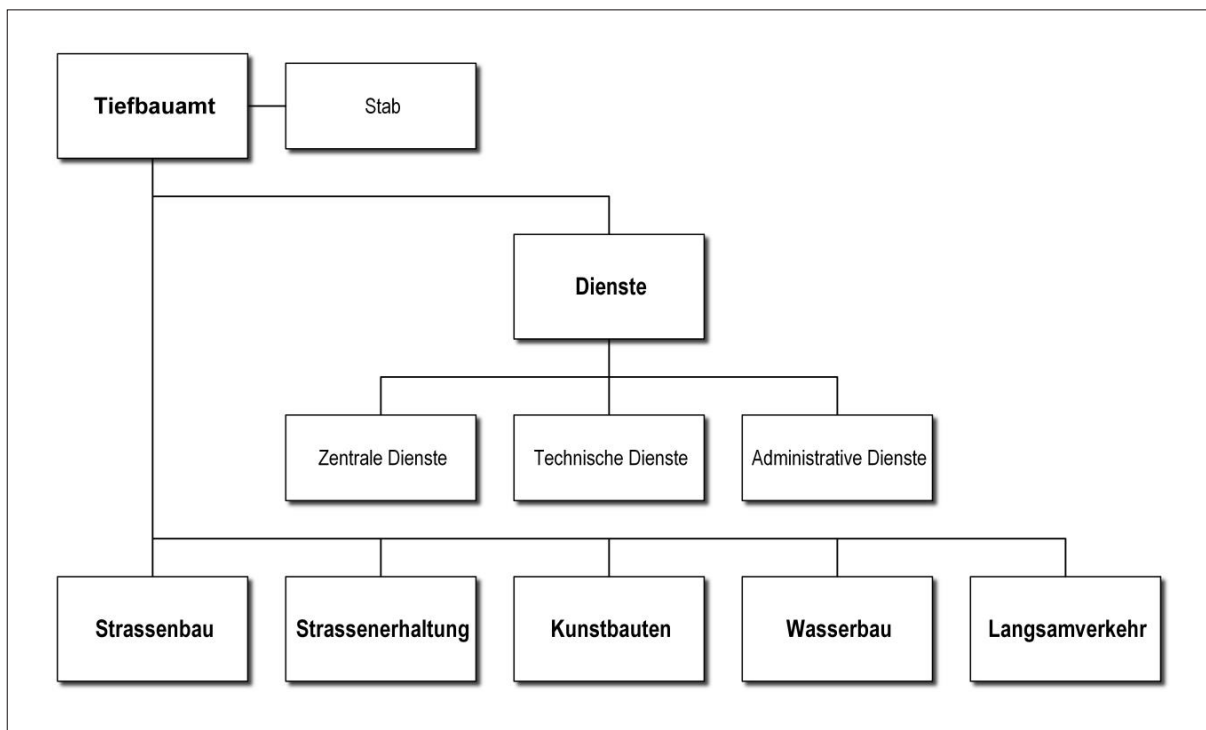 Tiefbauamt
Stab
Dienste
Zentrale Dienste
Technische Dienste
Administrative Dienste
Strassenbau
Strassenerhaltung
Kunstbauten
Wasserbau
Langsamverkehr